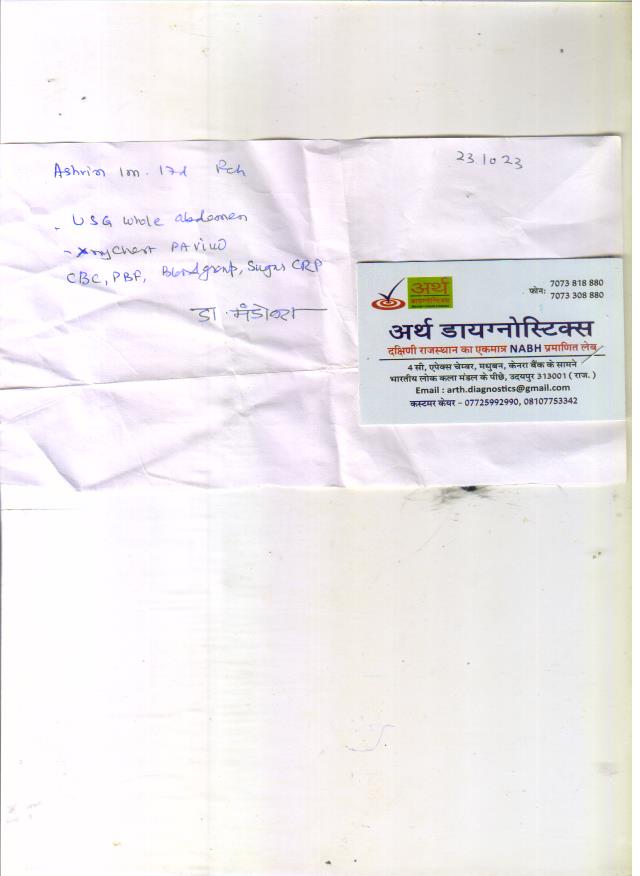 Ashrin 1m. 17d Fch
23.10 23
- USG whole abdomen
- xray chest PA view
CBC, PBF, Blood group, Sugar, CRP
डा.
अर्थ
डायग्नोस्टिक्स
फोन: 7073 818 880
7073 308 880
अर्थ डायग्नोस्टिक्स
दक्षिणी राजस्थान का एकमात्र NABH प्रमाणित लेब
4 सी, एपेक्स चेम्बर, मधुबन, केनरा बैंक के सामने
भारतीय लोक कला मंडल के पीछे, उदयपुर 313001 ( राज. )
Email : arth.diagnostics@gmail.com
कस्टमर केयर - 07725992990, 08107753342